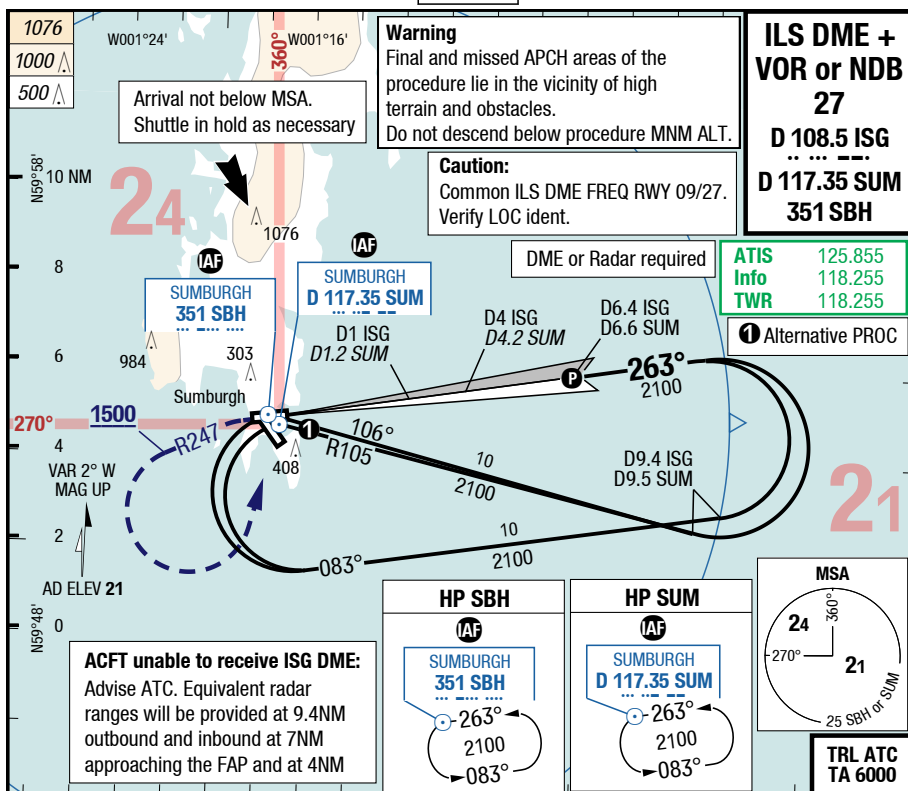 1076
1000
500
W001°24'
W001°16'
360°
Arrival not below MSA.
Shuttle in hold as necessary
Warning
Final and missed APCH areas of the
procedure lie in the vicinity of high
terrain and obstacles.
Do not descend below procedure MNM ALT.
Caution:
Common ILS DME FREQ RWY 09/27.
Verify LOC ident.
ILS DME +
VOR or NDB
27
D 108.5 ISG
D 117.35 SUM
351 SBH
DME or Radar required
ATIS 125.855
Info 118.255
TWR 118.255
1 Alternative PROC
N59°58'
10 NM
8
6
4
2
0
N59°48'
24
1076
IAF
SUMBURGH
351 SBH
IAF
SUMBURGH
D 117.35 SUM
984
303
Sumburgh
408
D1 ISG
D1.2 SUM
D4 ISG
D4.2 SUM
D6.4 ISG
D6.6 SUM
P
263°
2100
270°
1500
R247
1
106°
R105
10
2100
D9.4 ISG
D9.5 SUM
21
083°
10
2100
VAR 2° W
MAG UP
AD ELEV 21
ACFT unable to receive ISG DME:
Advise ATC. Equivalent radar
ranges will be provided at 9.4NM
outbound and inbound at 7NM
approaching the FAP and at 4NM
HP SBH
IAF
SUMBURGH
351 SBH
263°
2100
083°
HP SUM
IAF
SUMBURGH
D 117.35 SUM
263°
2100
083°
MSA
24
360°
270°
21
25 SBH or SUM
TRL ATC
TA 6000